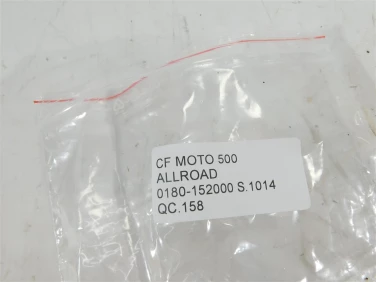 CF MOTO 500
ALLROAD
0180-152000 S.1014
QC.158